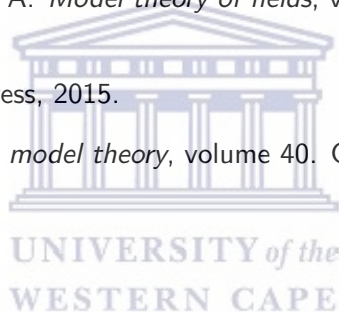 A. Model theory of fields, v
ess, 2015.
model theory, volume 40. C
UNIVERSITY of the
WESTERN CAPE